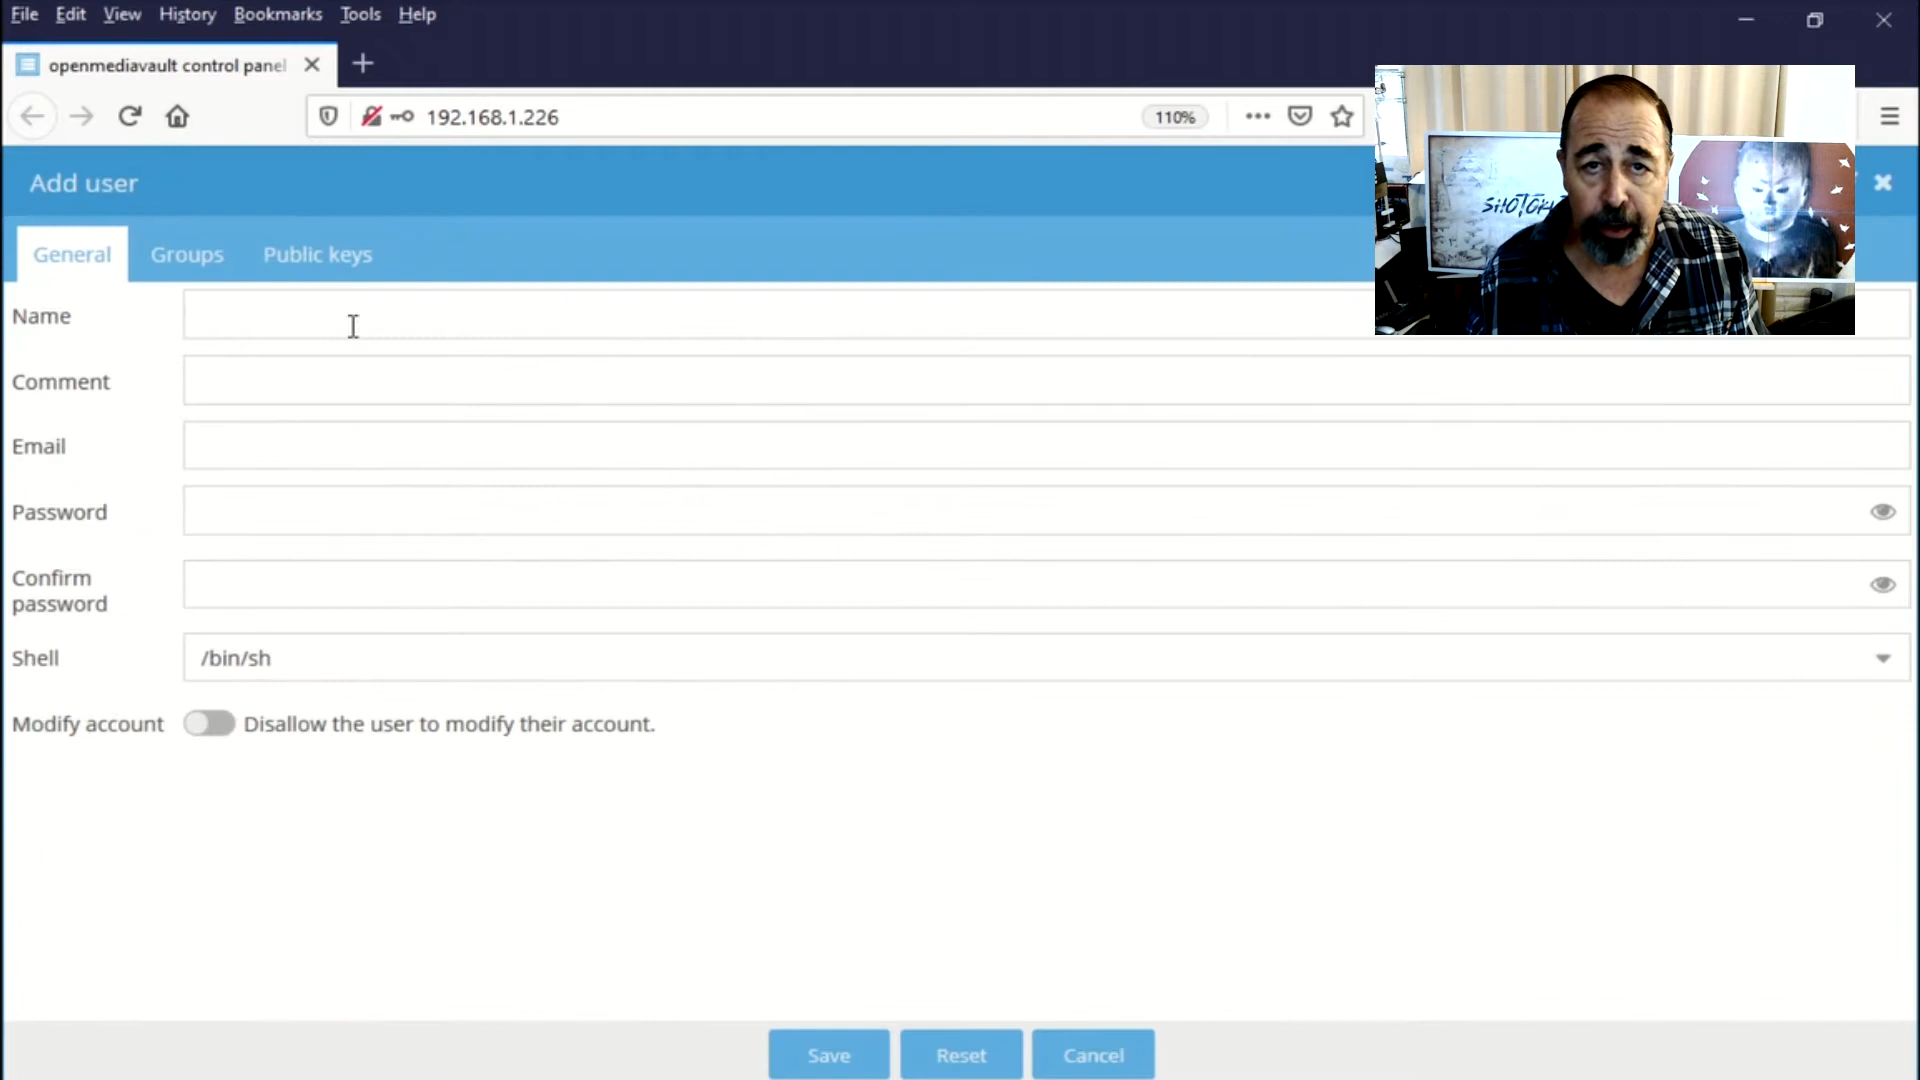 File Edit View History Bookmarks Tools Help
openmediavault control panel
192.168.1.226
110%
Add user
General Groups Public keys
Name
Comment
Email
Password
Confirm
password
Shell
/bin/sh
Modify account
Disallow the user to modify their account.
Save Reset Cancel